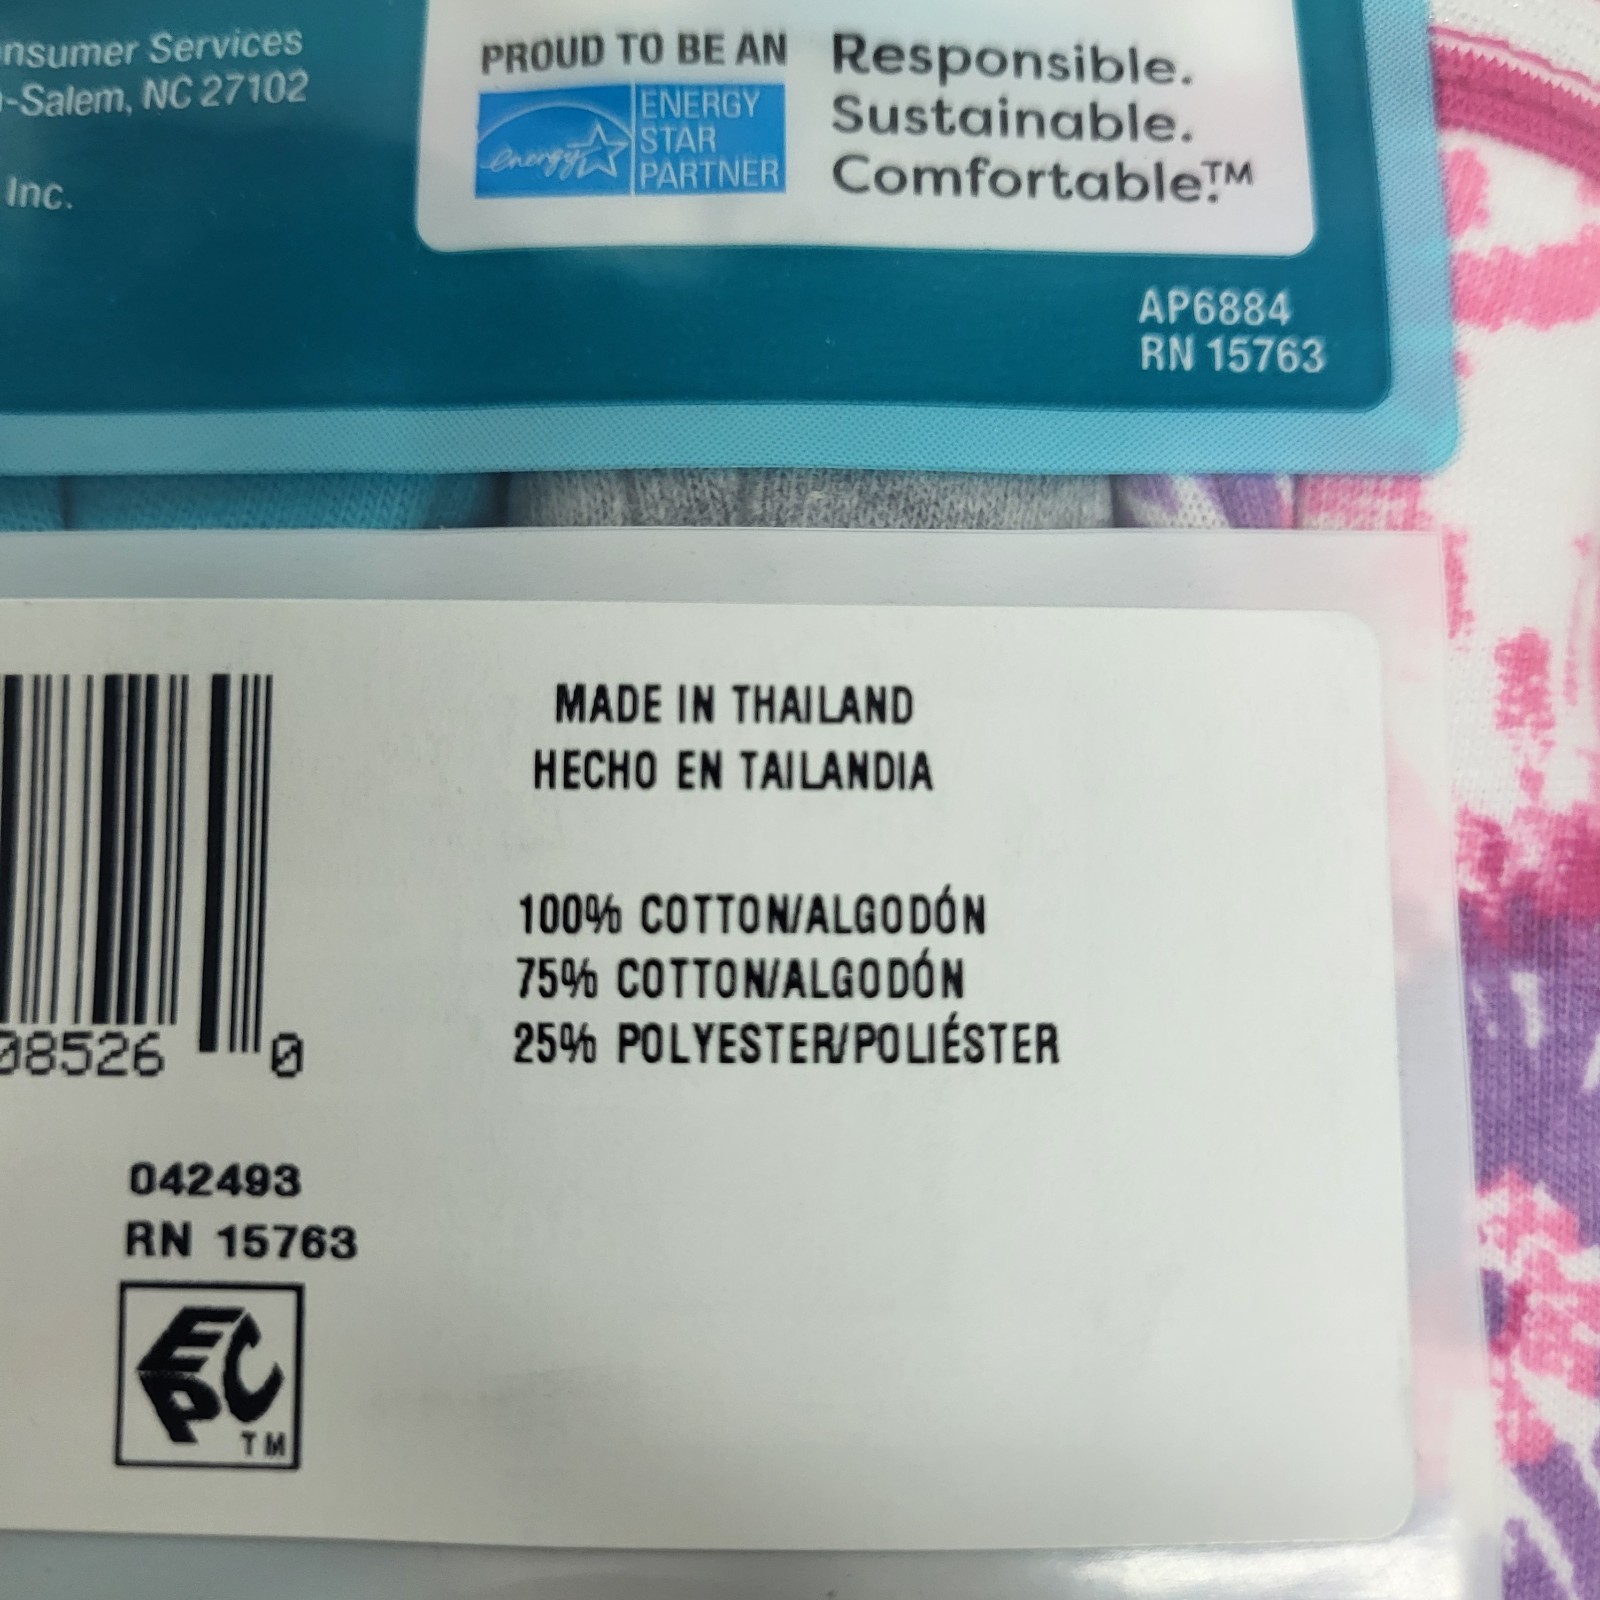 nsumer Services
-Salem, NC 27102
Inc.
PROUD TO BE AN
energy
ENERGY
STAR
PARTNER
Responsible.
Sustainable.
Comfortable.™
AP6884
RN 15763
MADE IN THAILAND
HECHO EN TAILANDIA
100% COTTON/ALGODÓN
75% COTTON/ALGODÓN
25% POLYESTER/POLIÉSTER
08526 0
042493
RN 15763
EPC
TM